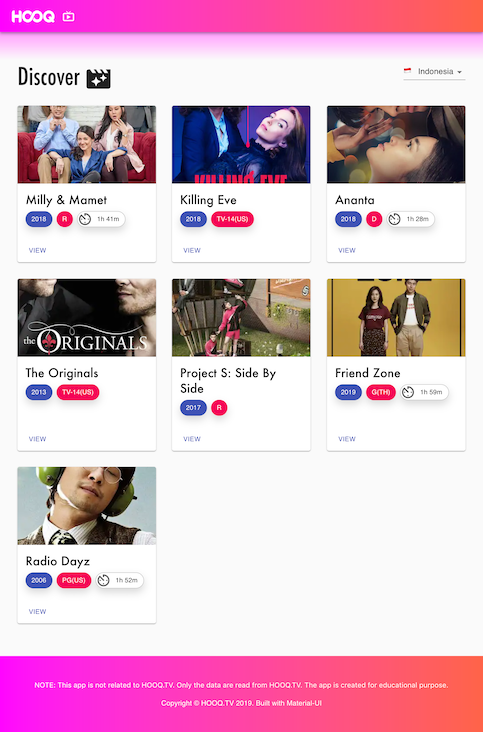 HOOQ
Discover
Indonesia
Milly & Mamet
2018 R 1h 41m
VIEW
KILLING EVE
Killing Eve
2018 TV-14(US)
VIEW
Ananta
2018 D 1h 28m
VIEW
the ORIGINALS
The Originals
2013 TV-14(US)
VIEW
Project S: Side By
Side
2017 R
VIEW
Friend Zone
2019 G(TH) 1h 59m
VIEW
Radio Dayz
2006 PG(US) 1h 52m
VIEW
NOTE: This app is not related to HOOQ.TV. Only the data are read from HOOQ.TV. The app is created for educational purpose.
Copyright © HOOQ.TV 2019. Built with Material-UI